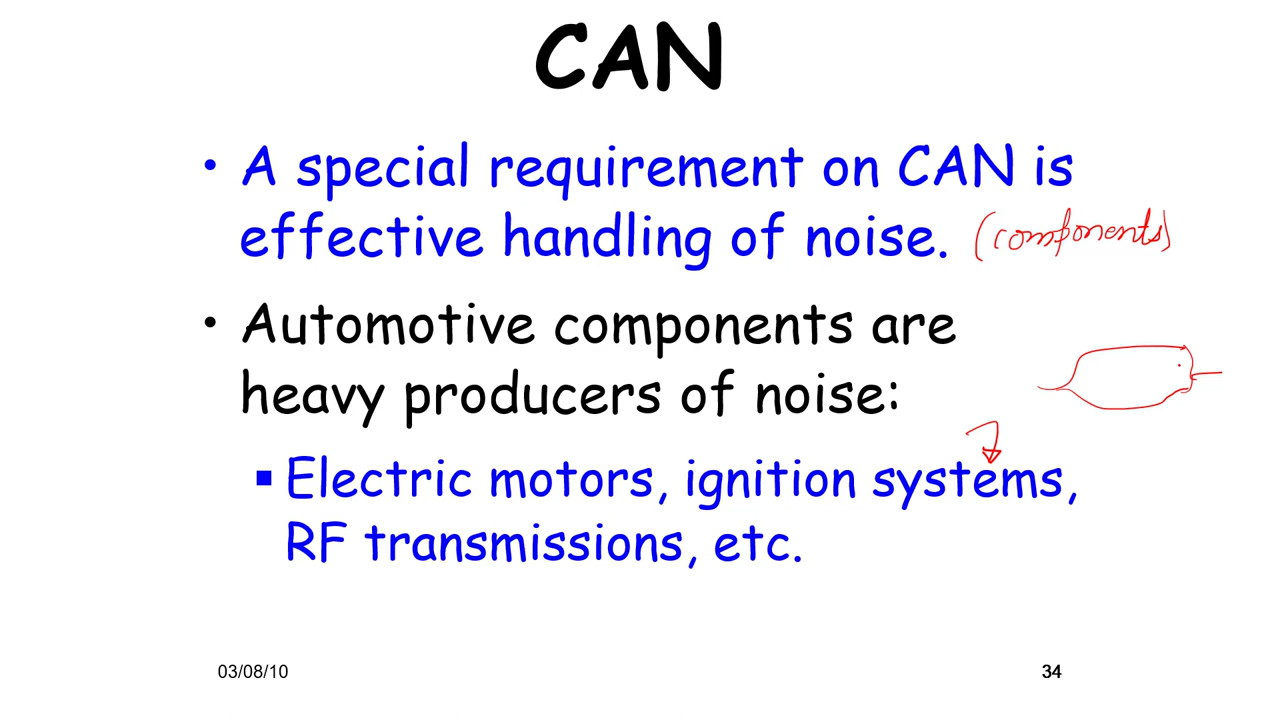 CAN
• A special requirement on CAN is
effective handling of noise. (components)
• Automotive components are
heavy producers of noise:
▪ Electric motors, ignition systems,
RF transmissions, etc.
03/08/10 34